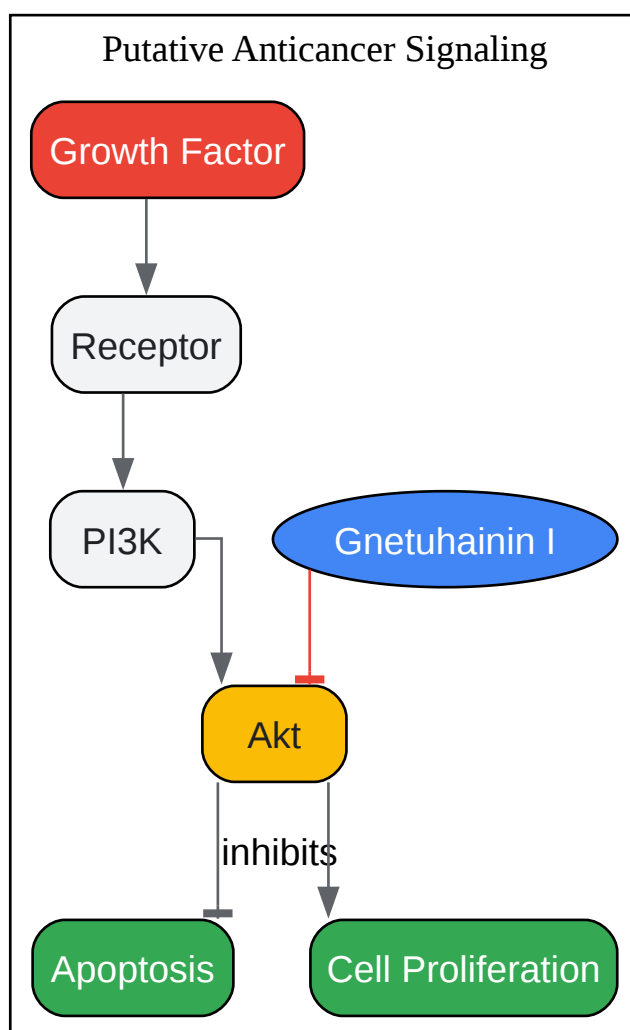 Putative Anticancer Signaling
Growth Factor
Receptor
PI3K
Gnetuhainin I
Akt
inhibits
Apoptosis
Cell Proliferation